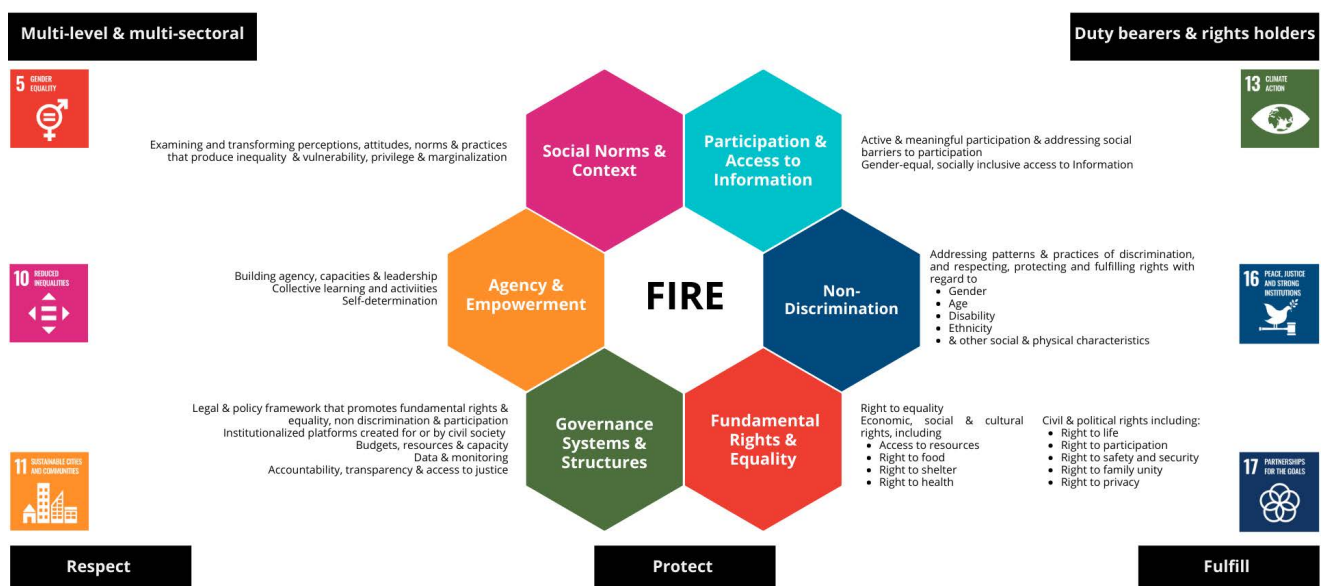 Multi-level & multi-sectoral
Duty bearers & rights holders
5 GENDER
EQUALITY
13 CLIMATE
ACTION
Examining and transforming perceptions, attitudes, norms & practices
that produce inequality & vulnerability, privilege & marginalization
Social Norms &
Context
Participation &
Access to
Information
Active & meaningful participation & addressing social
barriers to participation
Gender-equal, socially inclusive access to Information
10 REDUCED
INEQUALITIES
Building agency, capacities & leadership
Collective learning and activiities
Self-determination
Agency &
Empowerment
FIRE
Non-
Discrimination
Addressing patterns & practices of discrimination,
and respecting, protecting and fulfilling rights with
regard to
• Gender
• Age
• Disability
• Ethnicity
• & other social & physical characteristics
16 PEACE, JUSTICE
AND STRONG
INSTITUTIONS
Legal & policy framework that promotes fundamental rights &
equality, non discrimination & participation
Institutionalized platforms created for or by civil society
Budgets, resources & capacity
Data & monitoring
Accountability, transparency & access to justice
Governance
Systems &
Structures
Fundamental
Rights &
Equality
Right to equality
Economic, social & cultural
rights, including
• Access to resources
• Right to food
• Right to shelter
• Right to health
Civil & political rights including:
• Right to life
• Right to participation
• Right to safety and security
• Right to family unity
• Right to privacy
11 SUSTAINABLE CITIES
AND COMMUNITIES
17 PARTNERSHIPS
FOR THE GOALS
Respect
Protect
Fulfill